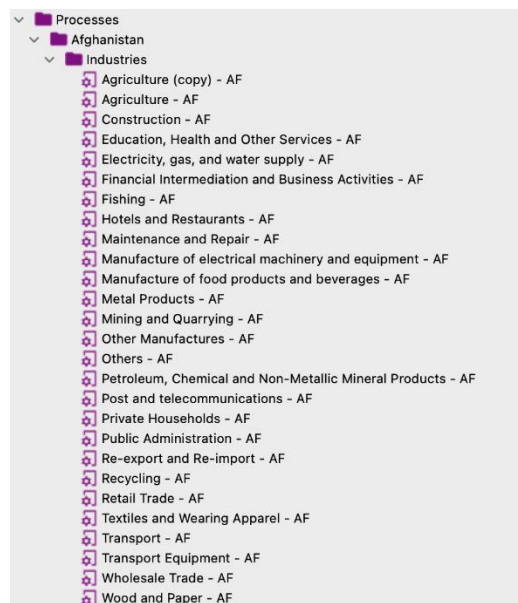 Processes
Afghanistan
Industries
Agriculture (copy) - AF
Agriculture - AF
Construction - AF
Education, Health and Other Services - AF
Electricity, gas, and water supply - AF
Financial Intermediation and Business Activities - AF
Fishing - AF
Hotels and Restaurants - AF
Maintenance and Repair - AF
Manufacture of electrical machinery and equipment - AF
Manufacture of food products and beverages - AF
Metal Products - AF
Mining and Quarrying - AF
Other Manufactures - AF
Others - AF
Petroleum, Chemical and Non-Metallic Mineral Products - AF
Post and telecommunications - AF
Private Households - AF
Public Administration - AF
Re-export and Re-import - AF
Recycling - AF
Retail Trade - AF
Textiles and Wearing Apparel - AF
Transport - AF
Transport Equipment - AF
Wholesale Trade - AF
Wood and Paper - AF